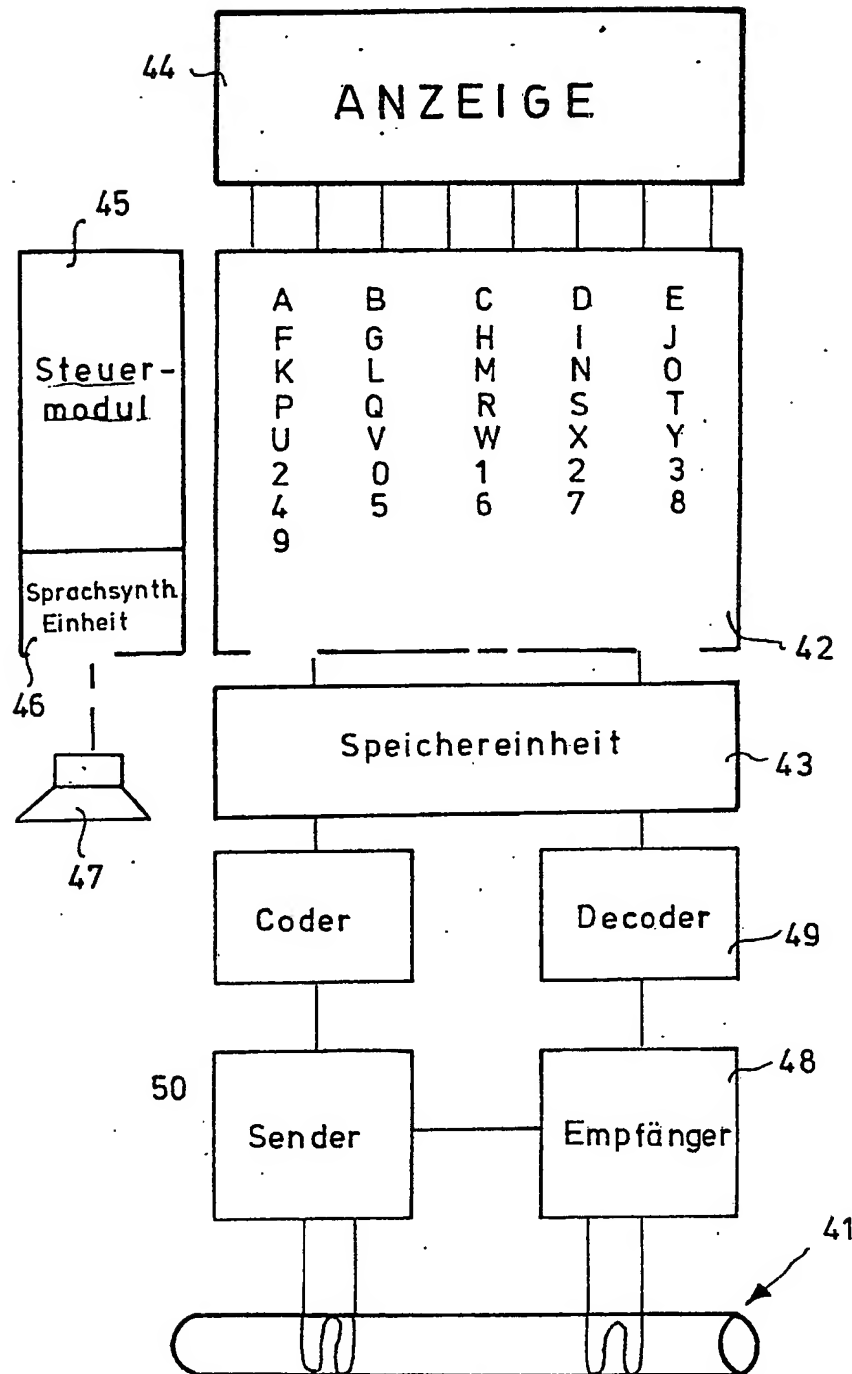 44
ANZEIGE
45
Steuer-
modul
Sprachsynth.
Einheit
46
47
A B C D E
F G H I J
K L M N O
P Q R S T
U V W X Y
2 0 1 2 3
4 5 6 7 8
9
42
Speichereinheit
43
Coder
Decoder
49
50
Sender
Empfänger
48
41